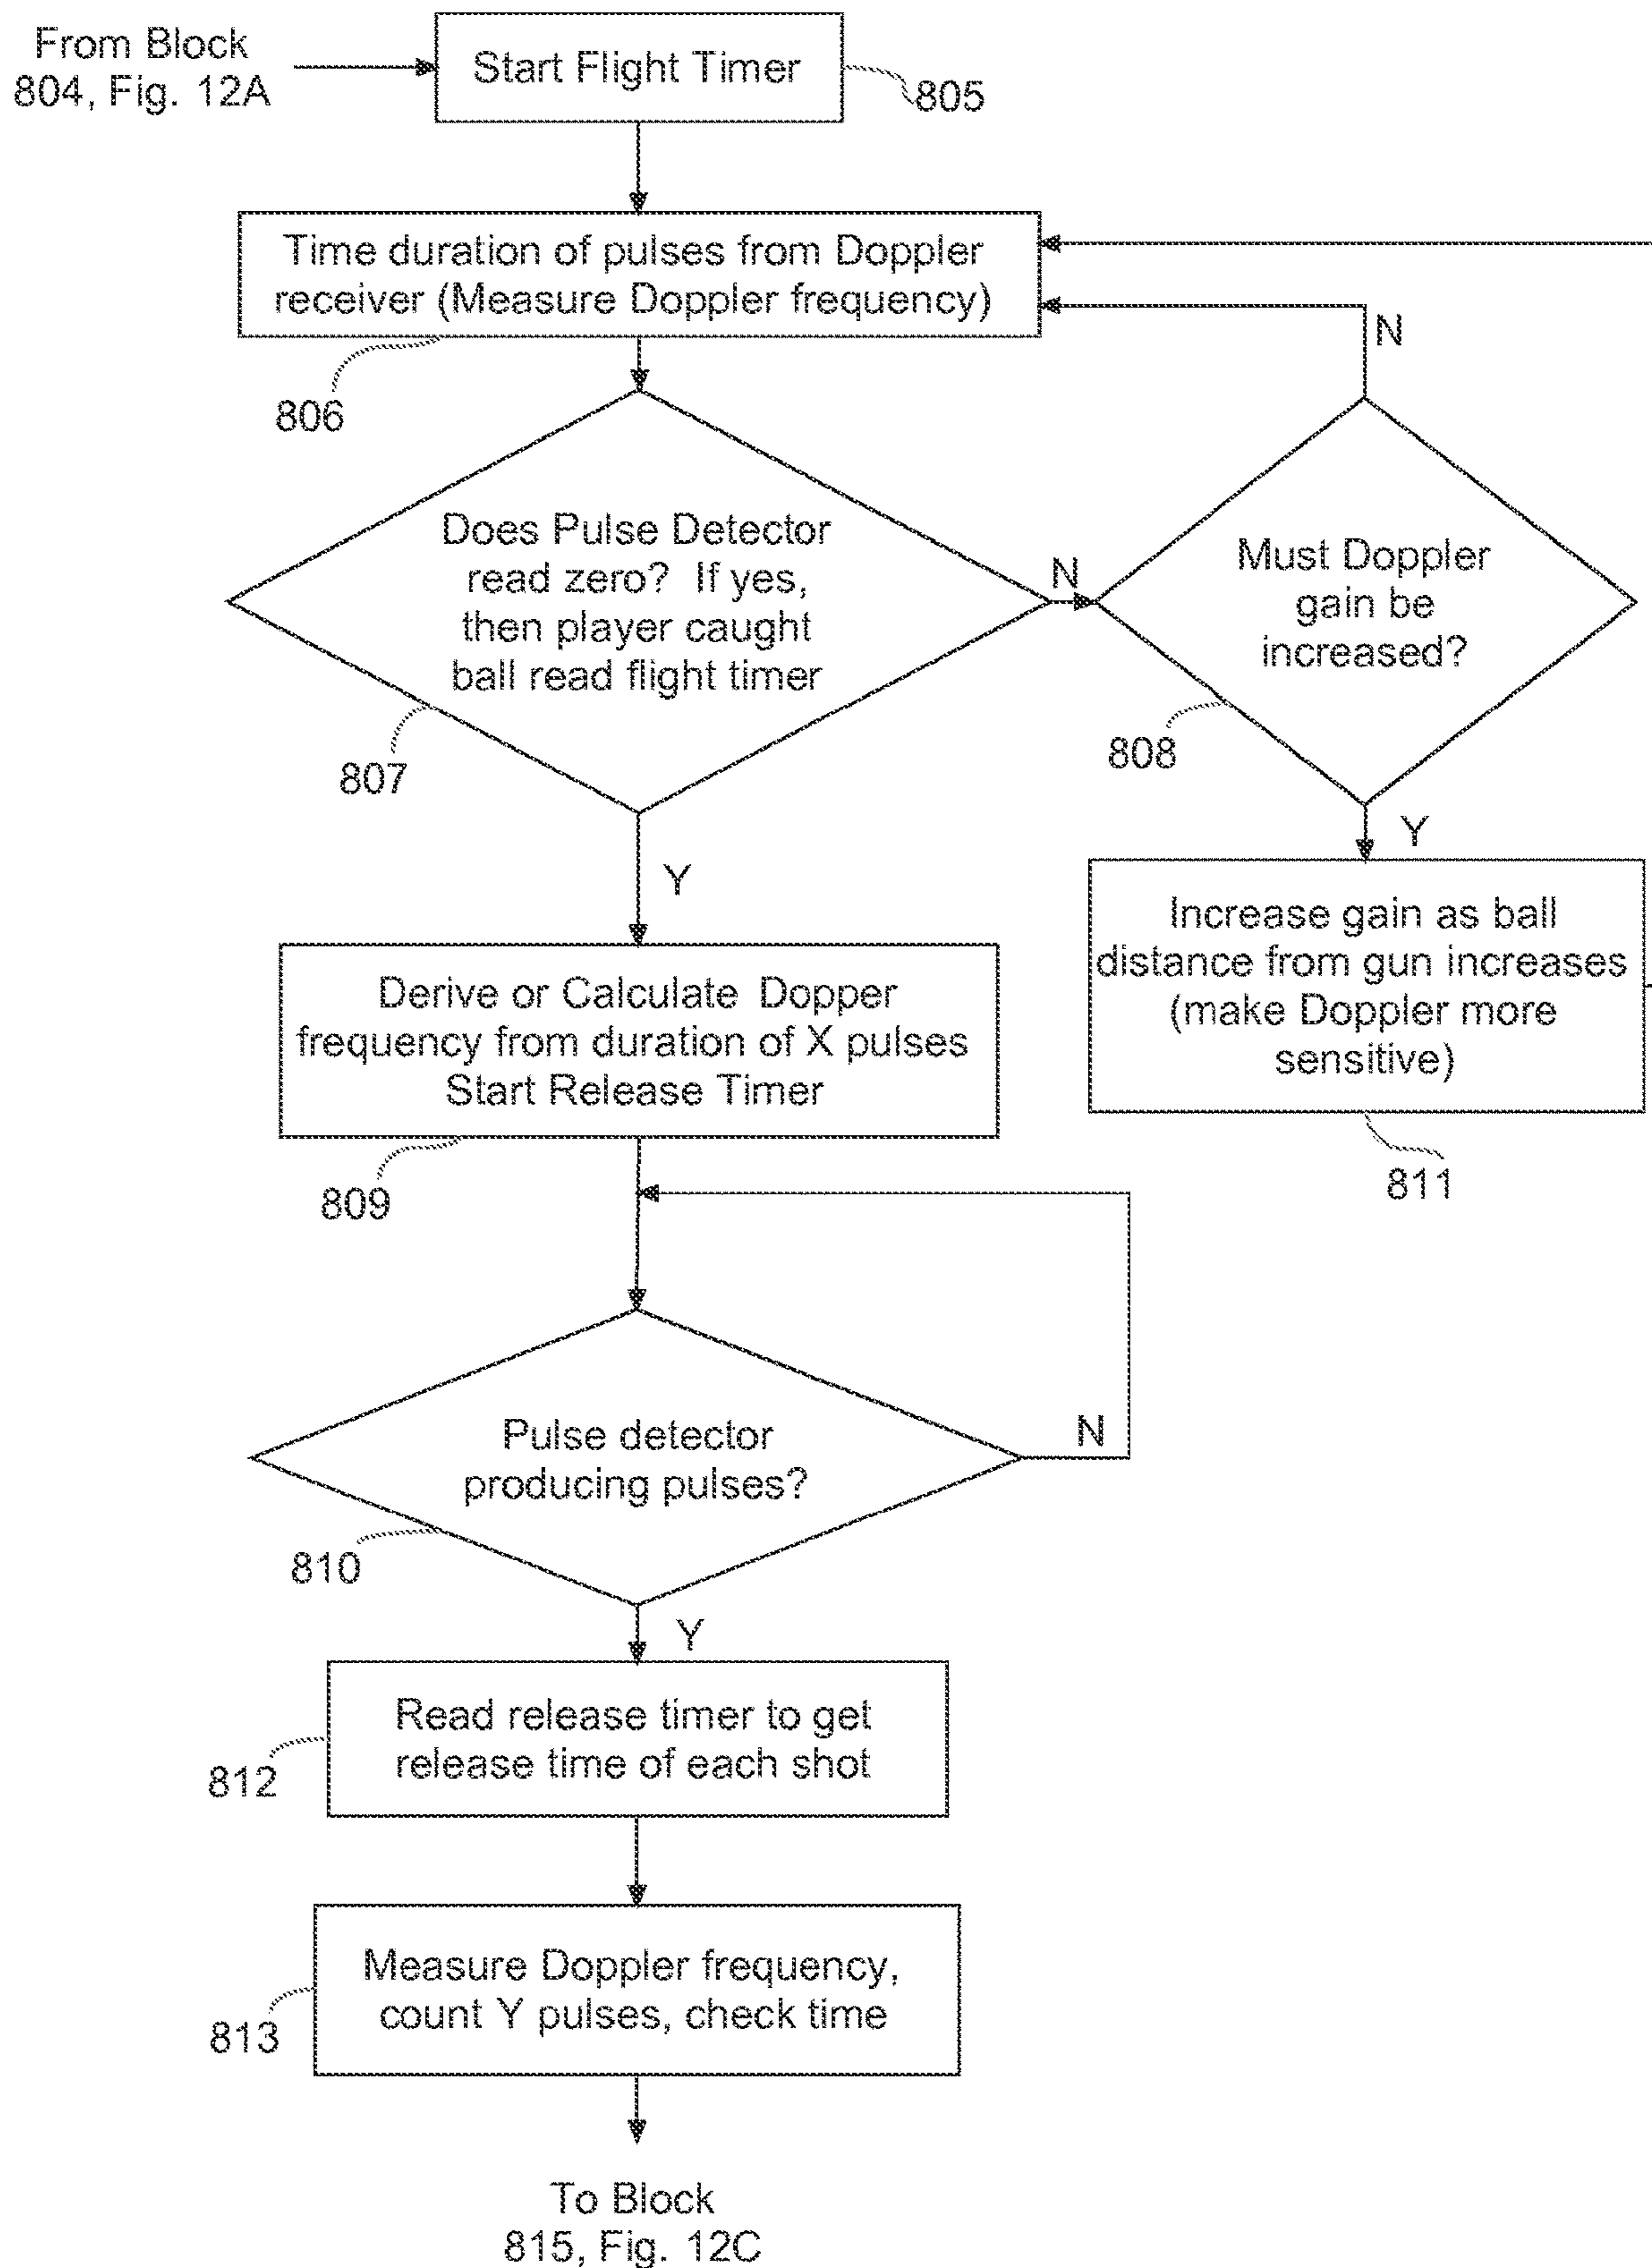 From Block
804, Fig. 12A
Start Flight Timer
805
Time duration of pulses from Doppler
receiver (Measure Doppler frequency)
806
N
Does Pulse Detector
read zero? If yes,
then player caught
ball read flight timer
807
N
Must Doppler
gain be
increased?
808
Y
Y
Increase gain as ball
distance from gun increases
(make Doppler more
sensitive)
811
Derive or Calculate Dopper
frequency from duration of X pulses
Start Release Timer
809
Pulse detector
producing pulses?
N
810
Y
Read release timer to get
release time of each shot
812
Measure Doppler frequency,
count Y pulses, check time
813
To Block
815, Fig. 12C